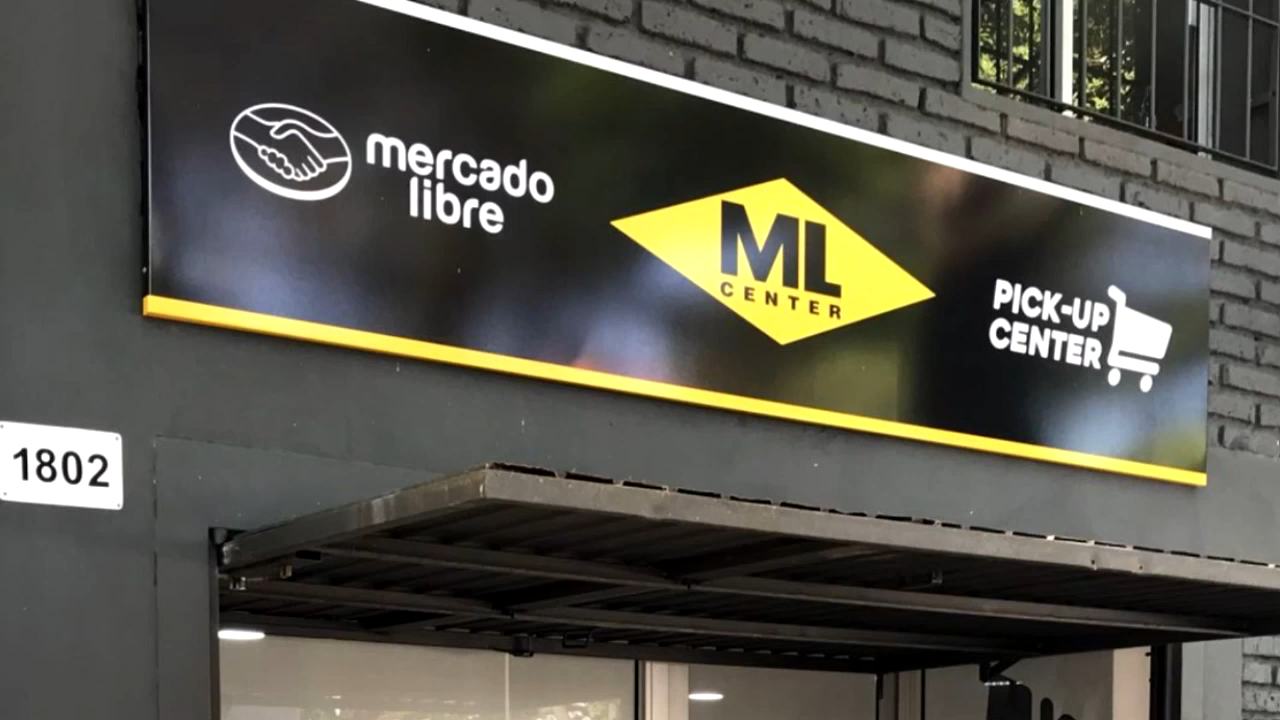 mercado
libre
ML
CENTER
PICK-UP
CENTER
1802